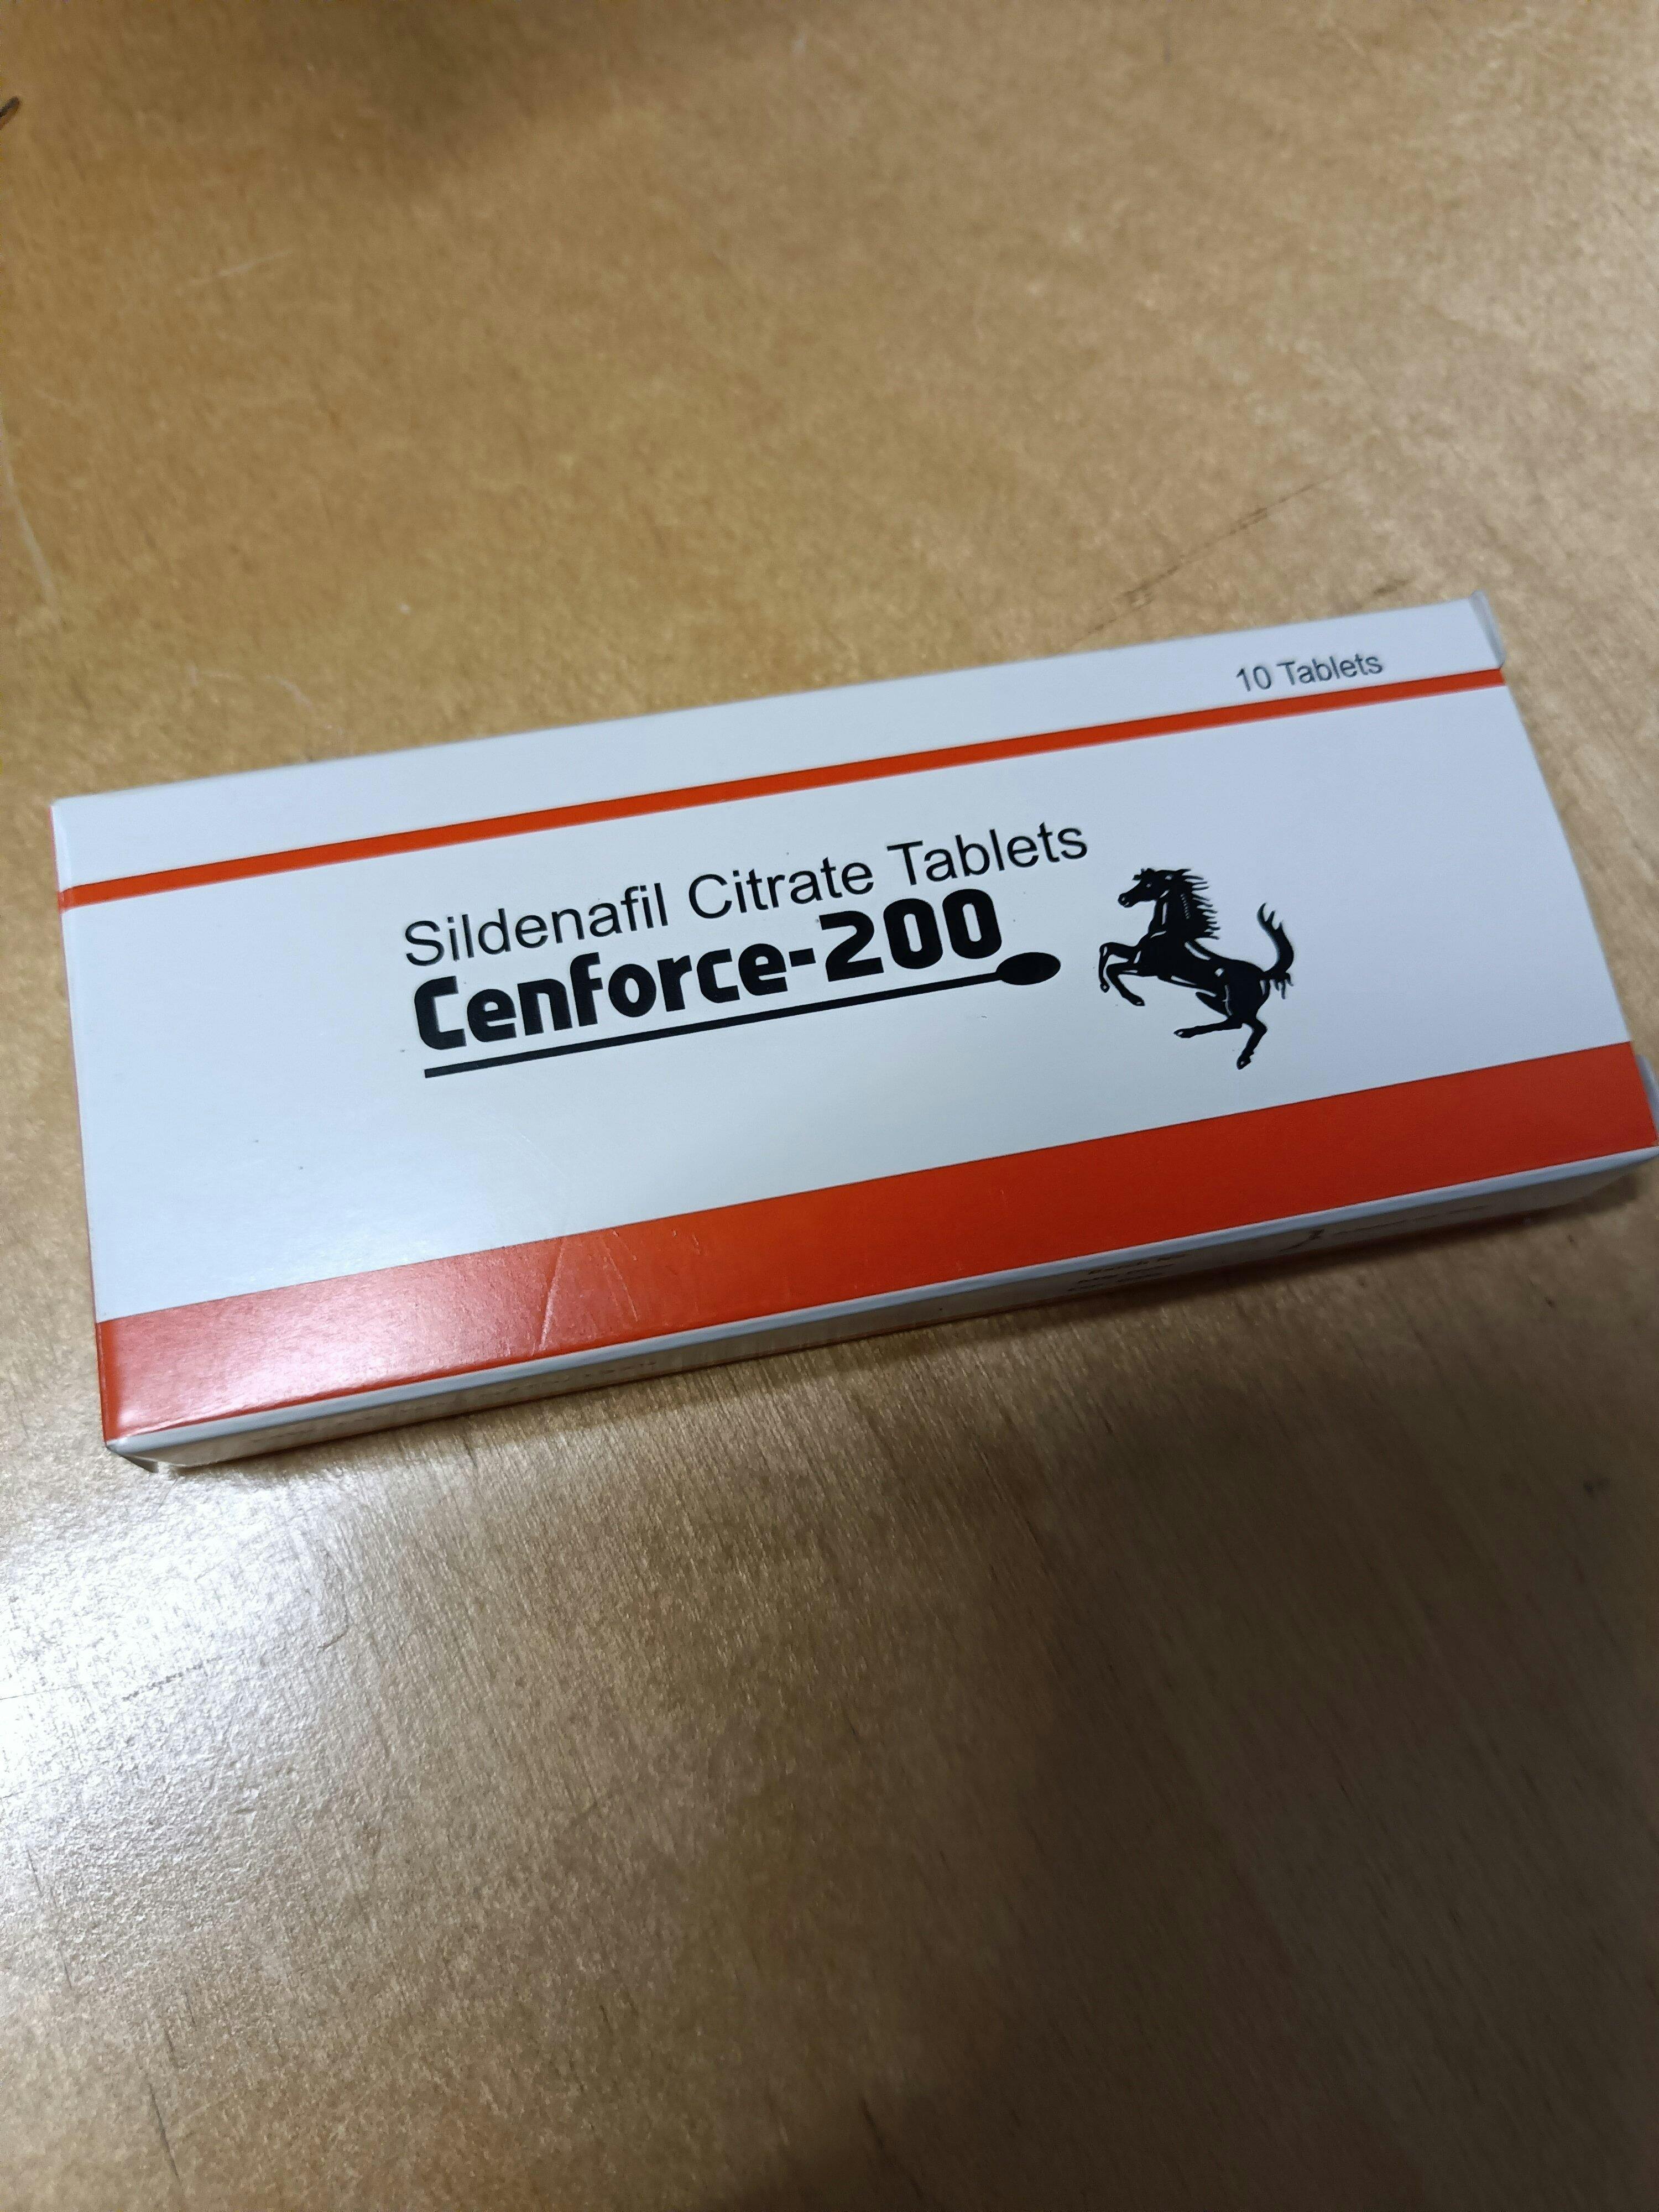 10 Tablets
Sildenafil Citrate Tablets
Cenforce-200